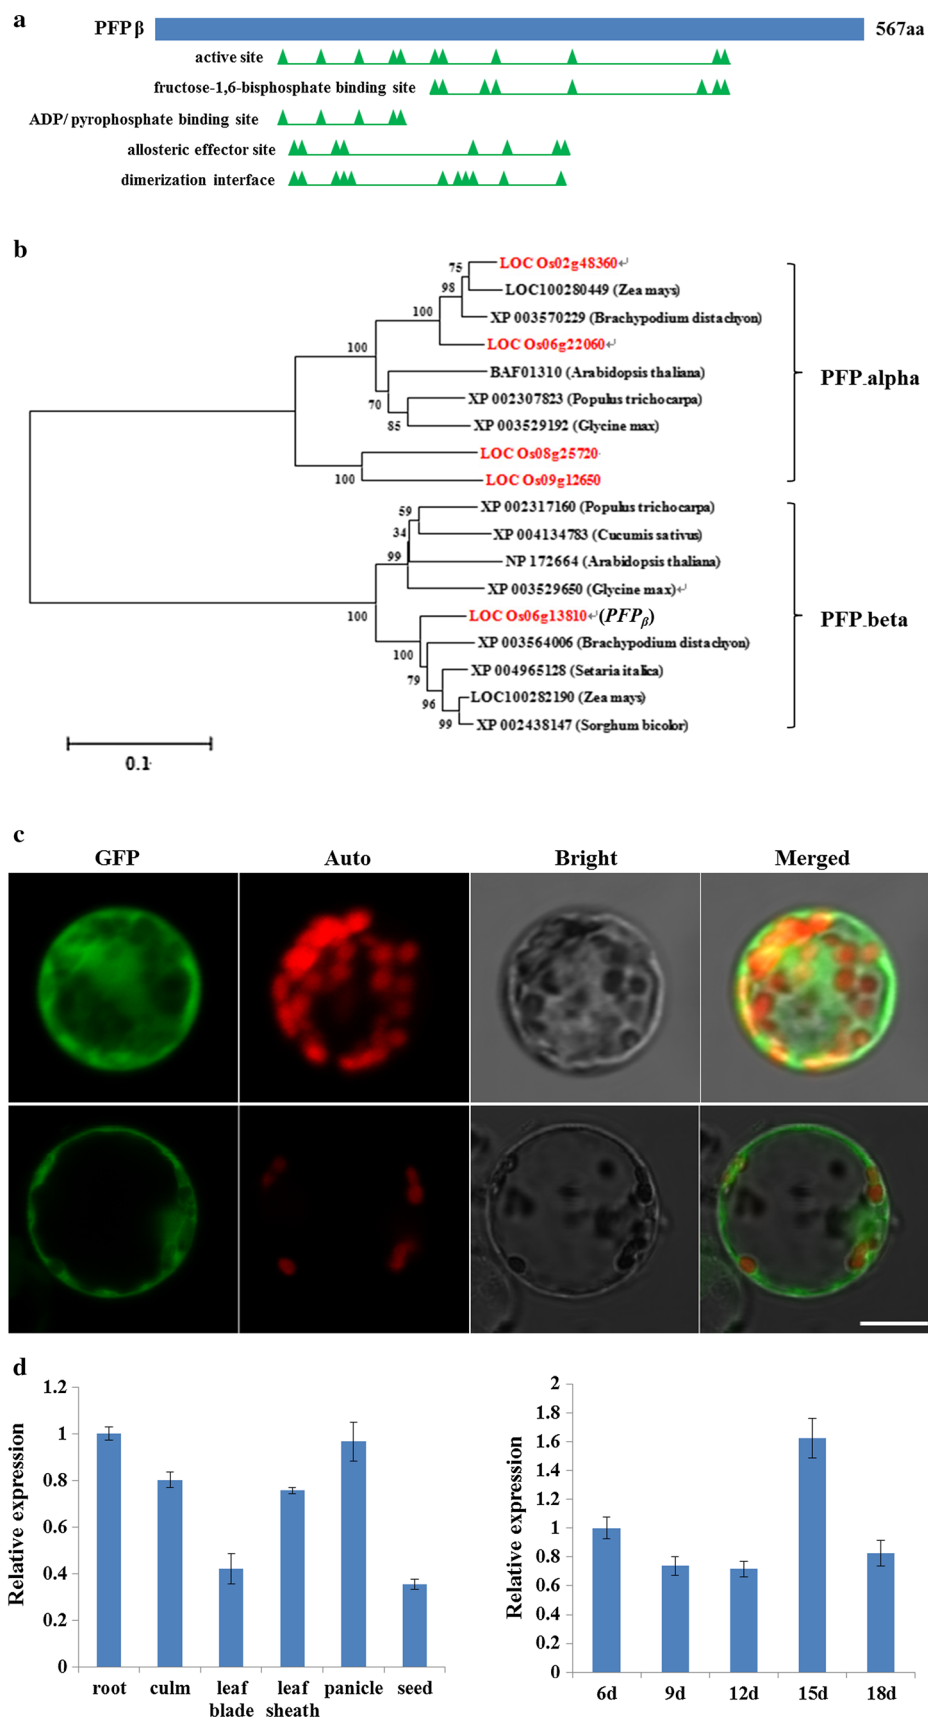 a
PFP β 567aa
active site
fructose-1,6-bisphosphate binding site
ADP/ pyrophosphate binding site
allosteric effector site
dimerization interface
b
75 LOC Os02g48360↵
98 LOC100280449 (Zea mays)
100 XP 003570229 (Brachypodium distachyon)
100 LOC Os06g22060↵
BAF01310 (Arabidopsis thaliana)
PFP-alpha
70 XP 002307823 (Populus trichocarpa)
85 XP 003529192 (Glycine max)
LOC Os08g25720
100 LOC Os09g12650
59 XP 002317160 (Populus trichocarpa)
34 XP 004134783 (Cucumis sativus)
99 NP 172664 (Arabidopsis thaliana)
XP 003529650 (Glycine max)↵
100 LOC Os06g13810↵(PFPβ)
PFP-beta
100 XP 003564006 (Brachypodium distachyon)
79 XP 004965128 (Setaria italica)
96 LOC100282190 (Zea mays)
99 XP 002438147 (Sorghum bicolor)
0.1
c
GFP Auto Bright Merged
d
Relative expression
1.2
1
0.8
0.6
0.4
0.2
0
root culm leaf blade leaf sheath panicle seed
Relative expression
2
1.8
1.6
1.4
1.2
1
0.8
0.6
0.4
0.2
0
6d 9d 12d 15d 18d